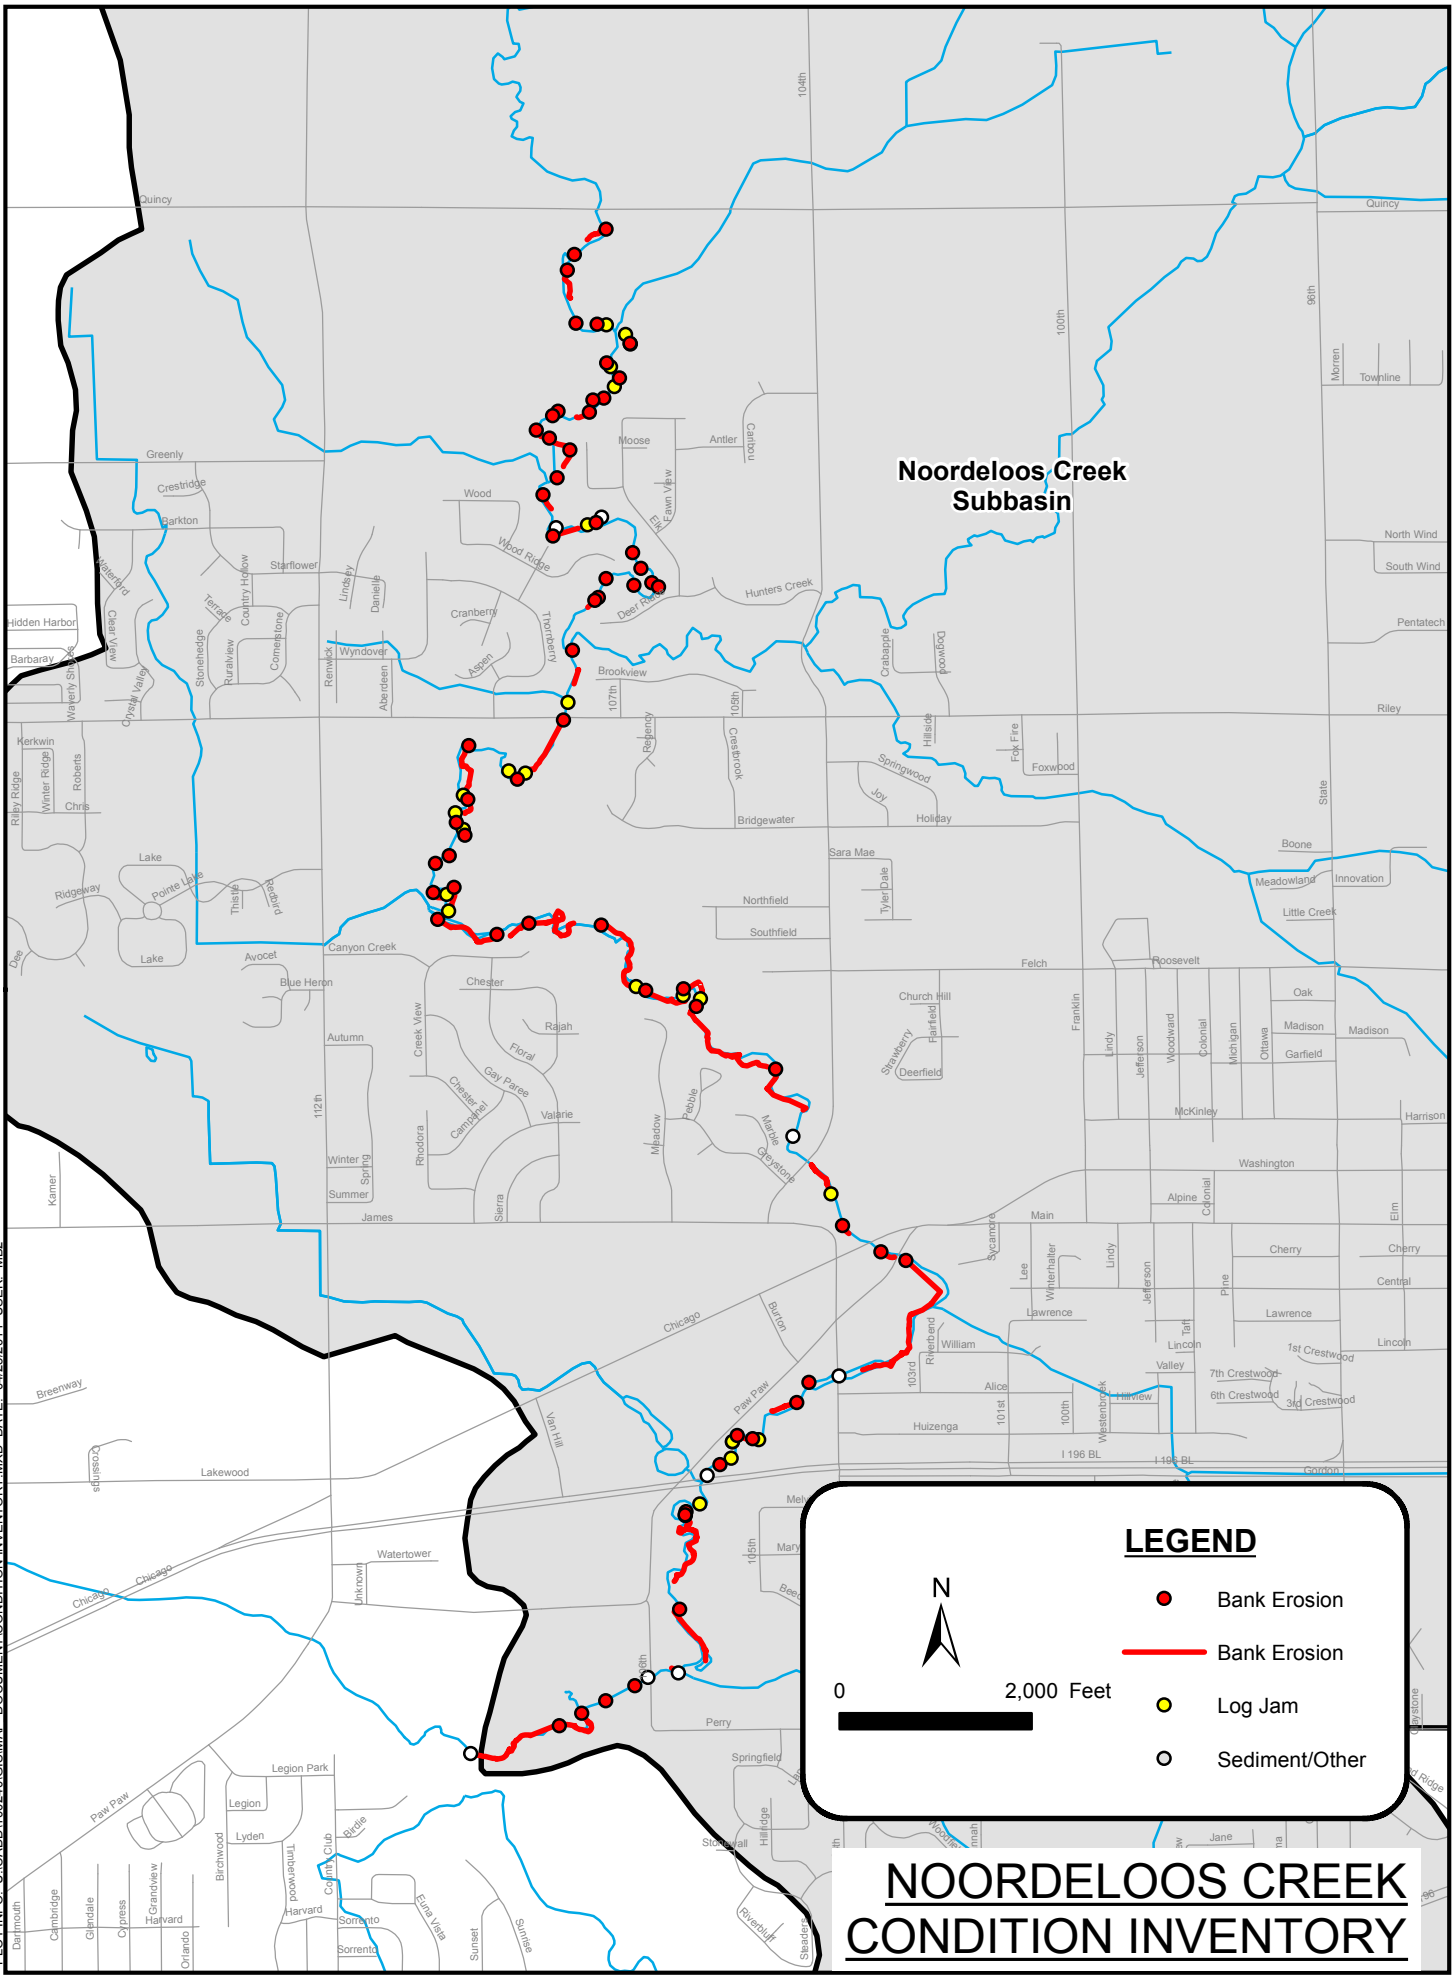 104th
Quincy
Quincy
96th
100th
Morren
Townline
Caribou
Moose
Antler
Greenly
Noordeloos Creek
Subbasin
Crestridge
Wood
Fawn View
Elk
Barkton
North Wind
Wood Ridge
Waterford
Country Hollow
Starflower
Lindsey
Danielle
South Wind
Hunters Creek
Terrace
Cranberry
Deer Ridge
Hidden Harbor
Clear View
Cornerstone
Thornberry
Pentatech
Stonehedge
Ruralview
Renwick
Wyndover
Crabapple
Dogwood
Barbaray
Waverly Shores
Crystal Valley
Aberdeen
Aspen
Brookview
107th
105th
Riley
Regency
Hillside
Kerkwin
Crestbrook
Fox Fire
Riley Ridge
Winter Ridge
Roberts
Springwood
Foxwood
State
Joy
Chris
Bridgewater
Holiday
Boone
Lake
Sara Mae
Pointe Lake
Ridgeway
Thistle
Redbird
Tyler Dale
Meadowland
Innovation
Northfield
Little Creek
Southfield
Dee
Lake
Avocet
Canyon Creek
Felch
Roosevelt
Blue Heron
Chester
Church Hill
Franklin
Oak
Creek View
Rajah
Fairfield
Lindy
Jefferson
Woodward
Colonial
Michigan
Ottawa
Madison
Madison
Autumn
Floral
Strawberry
Garfield
Gay Paree
Deerfield
112th
Chester
Campanel
Pebble
Valarie
McKinley
Harrison
Meadow
Marble
Rhodora
Greystone
Winter
Spring
Washington
Kamer
Summer
Sierra
Alpine
Colonial
Elm
James
Main
Sycamore
Lindy
Cherry
Cherry
Lee
Winterhalter
Jefferson
Pine
Central
Burton
Chicago
Lawrence
Lawrence
Taft
Riverbend
William
Lincoln
Lincoln
1st Crestwood
103rd
Valley
7th Crestwood
Breenway
Paw Paw
Alice
Hillview
6th Crestwood
3rd Crestwood
101st
100th
Westenbroek
Van Hill
Huizenga
Crossings
Lakewood
I 196 BL
I 196 BL
Gordon
LEGEND
N
Bank Erosion
Bank Erosion
0
2,000 Feet
Log Jam
Sediment/Other
105th
Mary
Watertower
Unknown
Chicago
Chicago
106th
Perry
Springfield
Legion Park
Paw Paw
Legion
Hillridge
Lyden
Birdie
Stonewall
Jane
Birchwood
Timberwood
Country Club
NOORDELOOS CREEK
CONDITION INVENTORY
Dartmouth
Cambridge
Glendale
Cypress
Grandview
Harvard
Orlando
Harvard
Sorrento
Sorrento
Euna Vista
Sunset
Sunrise
Riverbluff